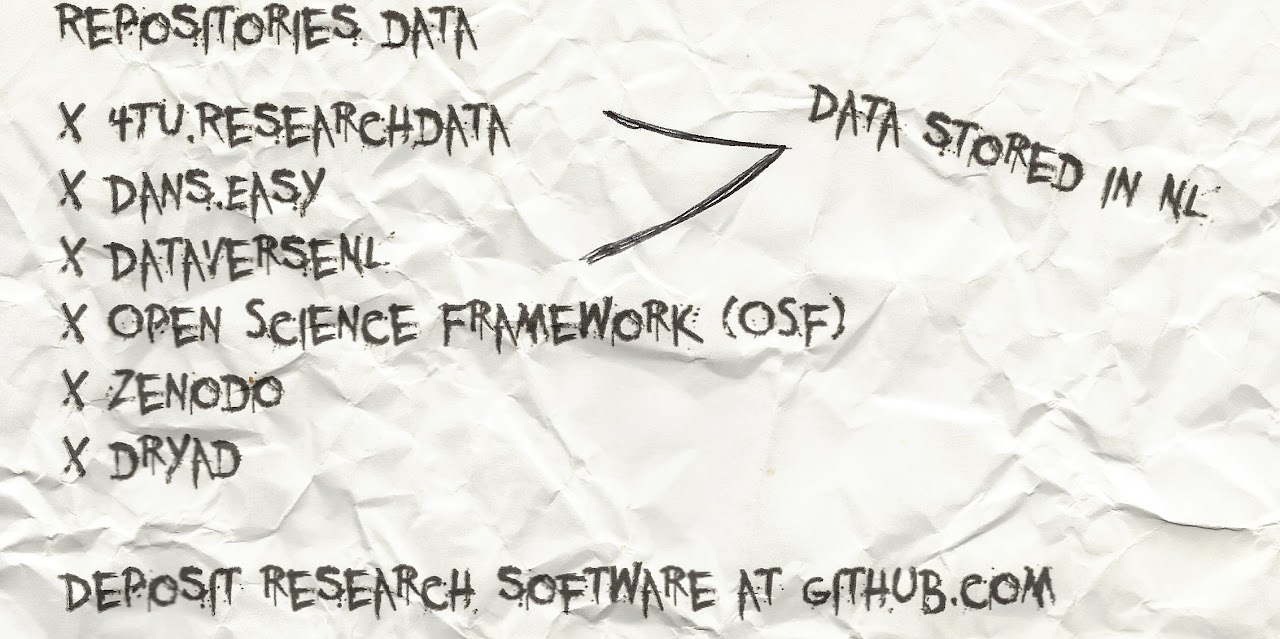 REPOSITORIES DATA
X 4TU.RESEARCHDATA
X DANS.EASY
X DATAVERSENL
DATA STORED IN NL
X OPEN SCIENCE FRAMEWORK (OSF)
X ZENODO
X DRYAD
DEPOSIT RESEARCH SOFTWARE AT GITHUB.COM